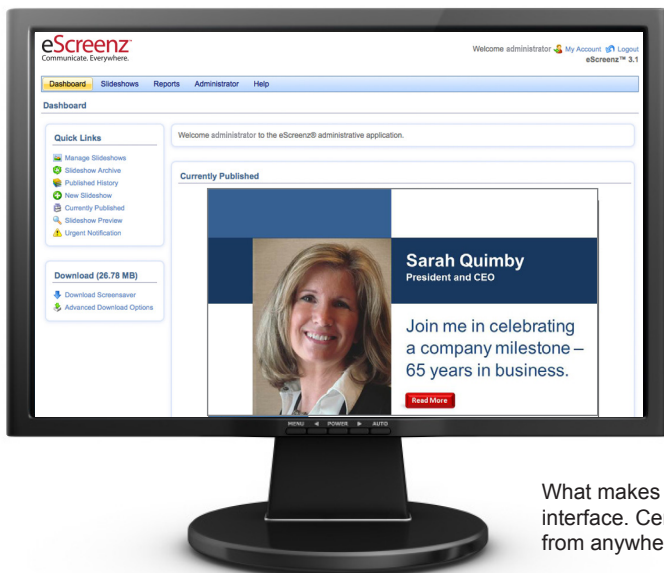 eScreenz™
Communicate. Everywhere.
Welcome administrator My Account Logout
eScreenz™ 3.1
Dashboard Slideshows Reports Administrator Help
Dashboard
Quick Links
Manage Slideshows
Slideshow Archive
Published History
New Slideshow
Currently Published
Slideshow Preview
Urgent Notification
Download (26.78 MB)
Download Screensaver
Advanced Download Options
Welcome administrator to the eScreenz® administrative application.
Currently Published
Sarah Quimby
President and CEO
Join me in celebrating
a company milestone –
65 years in business.
Read More
MENU POWER AUTO
What makes
interface. Ce
from anywhe